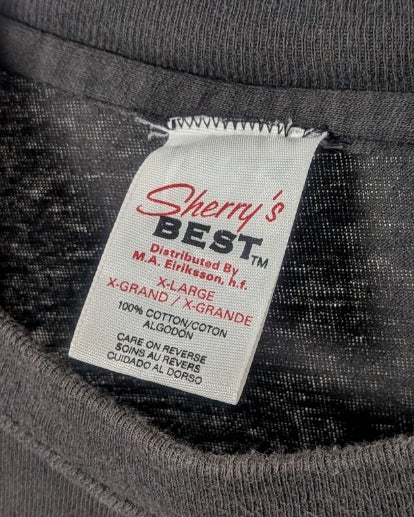 Sherry's
BEST™
Distributed By
M.A. Eiriksson, h.f.
X-LARGE
X-GRAND / X-GRANDE
100% COTTON/COTON
ALGODÓN
CARE ON REVERSE
SOINS AU REVERS
CUIDADO AL DORSO